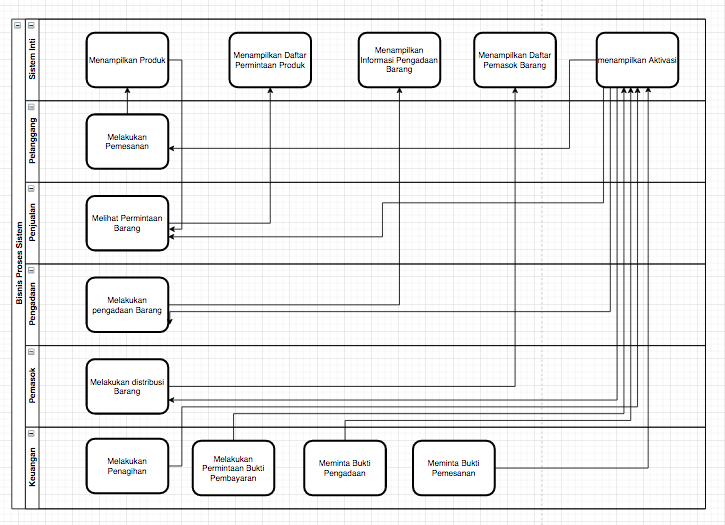 Bisnis Proses Sistem
Sistem Inti
Menampilkan Produk
Menampilkan Daftar
Permintaan Produk
Menampilkan
Informasi Pengadaan
Barang
Menampilkan Daftar
Pemasok Barang
menampilkan Aktivasi
Pelanggang
Melakukan
Pemesanan
Penjualan
Melihat Permintaan
Barang
Pengadaan
Melakukan
pengadaan Barang
Pemasok
Melakukan distribusi
Barang
Keuangan
Melakukan
Penagihan
Melakukan
Permintaan Bukti
Pembayaran
Meminta Bukti
Pengadaan
Meminta Bukti
Pemesanan